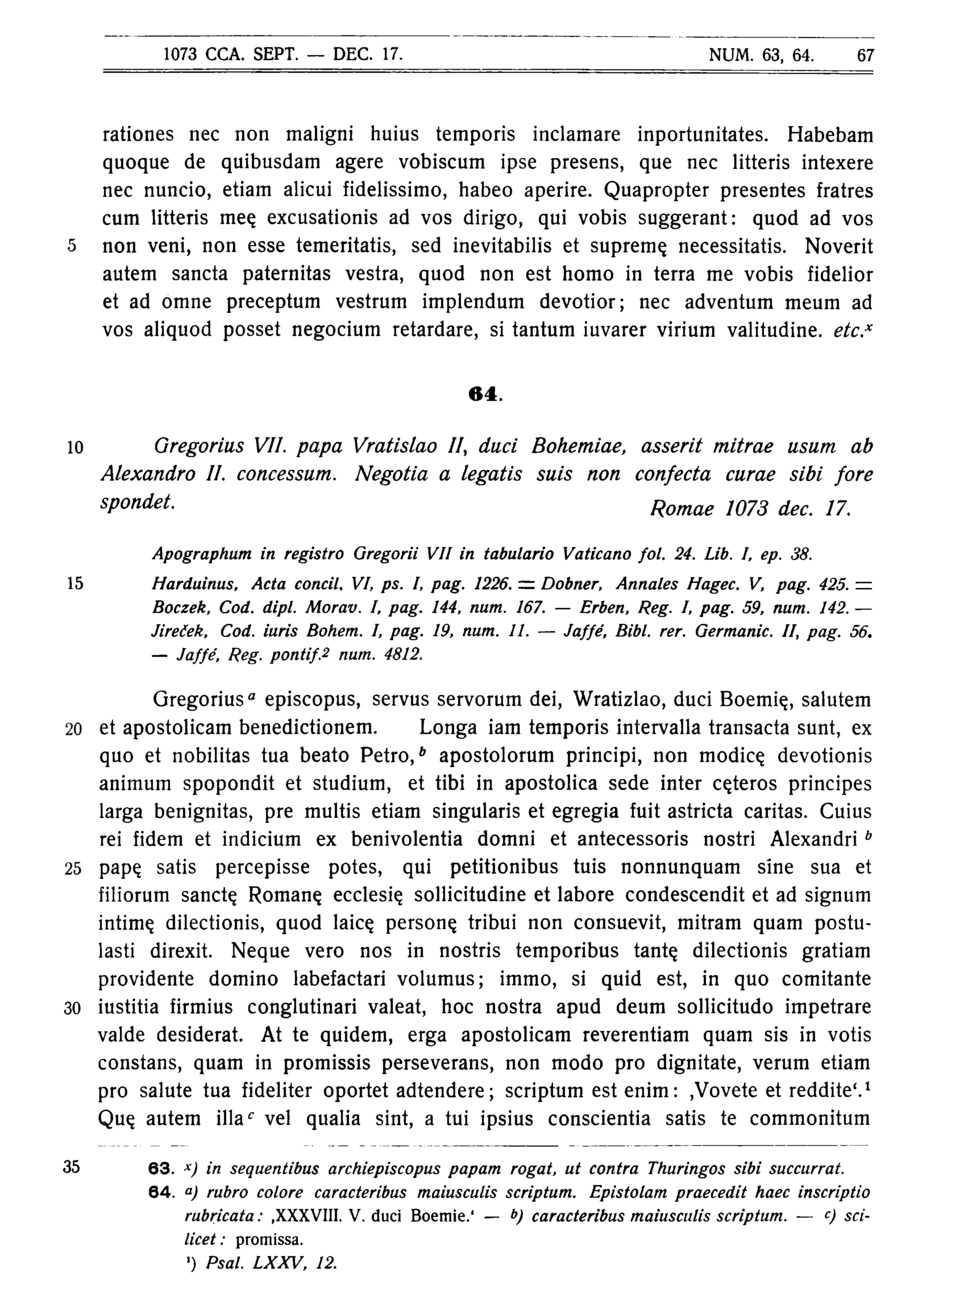 1073 CCA. SEPT. — DEC. 17. NUM. 63, 64. 67
rationes nec non maligni huius temporis inclamare inportunitates. Habebam
quoque de quibusdam agere vobiscum ipse presens, que nec litteris intexere
nec nuncio, etiam alicui fidelissimo, habeo aperire. Quapropter presentes fratres
cum litteris meę excusationis ad vos dirigo, qui vobis suggerant: quod ad vos
5 non veni, non esse temeritatis, sed inevitabilis et supremę necessitatis. Noverit
autem sancta paternitas vestra, quod non est homo in terra me vobis fidelior
et ad omne preceptum vestrum implendum devotior; nec adventum meum ad
vos aliquod posset negocium retardare, si tantum iuvarer virium valitudine. etc.ˣ
64.
10 Gregorius VII. papa Vratislao II, duci Bohemiae, asserit mitrae usum ab
Alexandro II. concessum. Negotia a legatis suis non confecta curae sibi fore
spondet. Romae 1073 dec. 17.
Apographum in registro Gregorii VII in tabulario Vaticano fol. 24. Lib. I, ep. 38.
15 Harduinus, Acta concil. VI, ps. I, pag. 1226. = Dobner, Annales Hagec. V, pag. 425. =
Boczek, Cod. dipl. Morav. I, pag. 144, num. 167. — Erben, Reg. I, pag. 59, num. 142. —
Jireček, Cod. iuris Bohem. I, pag. 19, num. 11. — Jaffé, Bibl. rer. Germanic. II, pag. 56.
— Jaffé, Reg. pontif.² num. 4812.
Gregoriusᵃ episcopus, servus servorum dei, Wratizlao, duci Boemię, salutem
20 et apostolicam benedictionem. Longa iam temporis intervalla transacta sunt, ex
quo et nobilitas tua beato Petro,ᵇ apostolorum principi, non modicę devotionis
animum spopondit et studium, et tibi in apostolica sede inter cęteros principes
larga benignitas, pre multis etiam singularis et egregia fuit astricta caritas. Cuius
rei fidem et indicium ex benivolentia domni et antecessoris nostri Alexandri ᵇ
25 papę satis percepisse potes, qui petitionibus tuis nonnunquam sine sua et
filiorum sanctę Romanę ecclesię sollicitudine et labore condescendit et ad signum
intimę dilectionis, quod laicę personę tribui non consuevit, mitram quam postu-
lasti direxit. Neque vero nos in nostris temporibus tantę dilectionis gratiam
providente domino labefactari volumus; immo, si quid est, in quo comitante
30 iustitia firmius conglutinari valeat, hoc nostra apud deum sollicitudo impetrare
valde desiderat. At te quidem, erga apostolicam reverentiam quam sis in votis
constans, quam in promissis perseverans, non modo pro dignitate, verum etiam
pro salute tua fideliter oportet adtendere; scriptum est enim: ‚Vovete et reddite‘.¹
Quę autem illaᶜ vel qualia sint, a tui ipsius conscientia satis te commonitum
35 63. ˣ) in sequentibus archiepiscopus papam rogat, ut contra Thuringos sibi succurrat.
64. ᵃ) rubro colore caracteribus maiusculis scriptum. Epistolam praecedit haec inscriptio
rubricata: ‚XXXVIII. V. duci Boemie.‘ — ᵇ) caracteribus maiusculis scriptum. — ᶜ) sci-
licet: promissa.
¹) Psal. LXXV, 12.